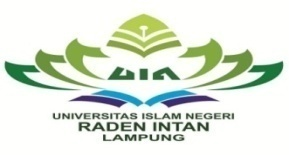 UIN
UNIVERSITAS ISLAM NEGERI
RADEN INTAN
LAMPUNG